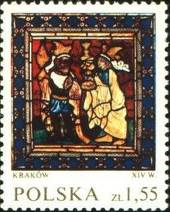 KRAKÓW XIV W.
POLSKA ZŁ 1,55